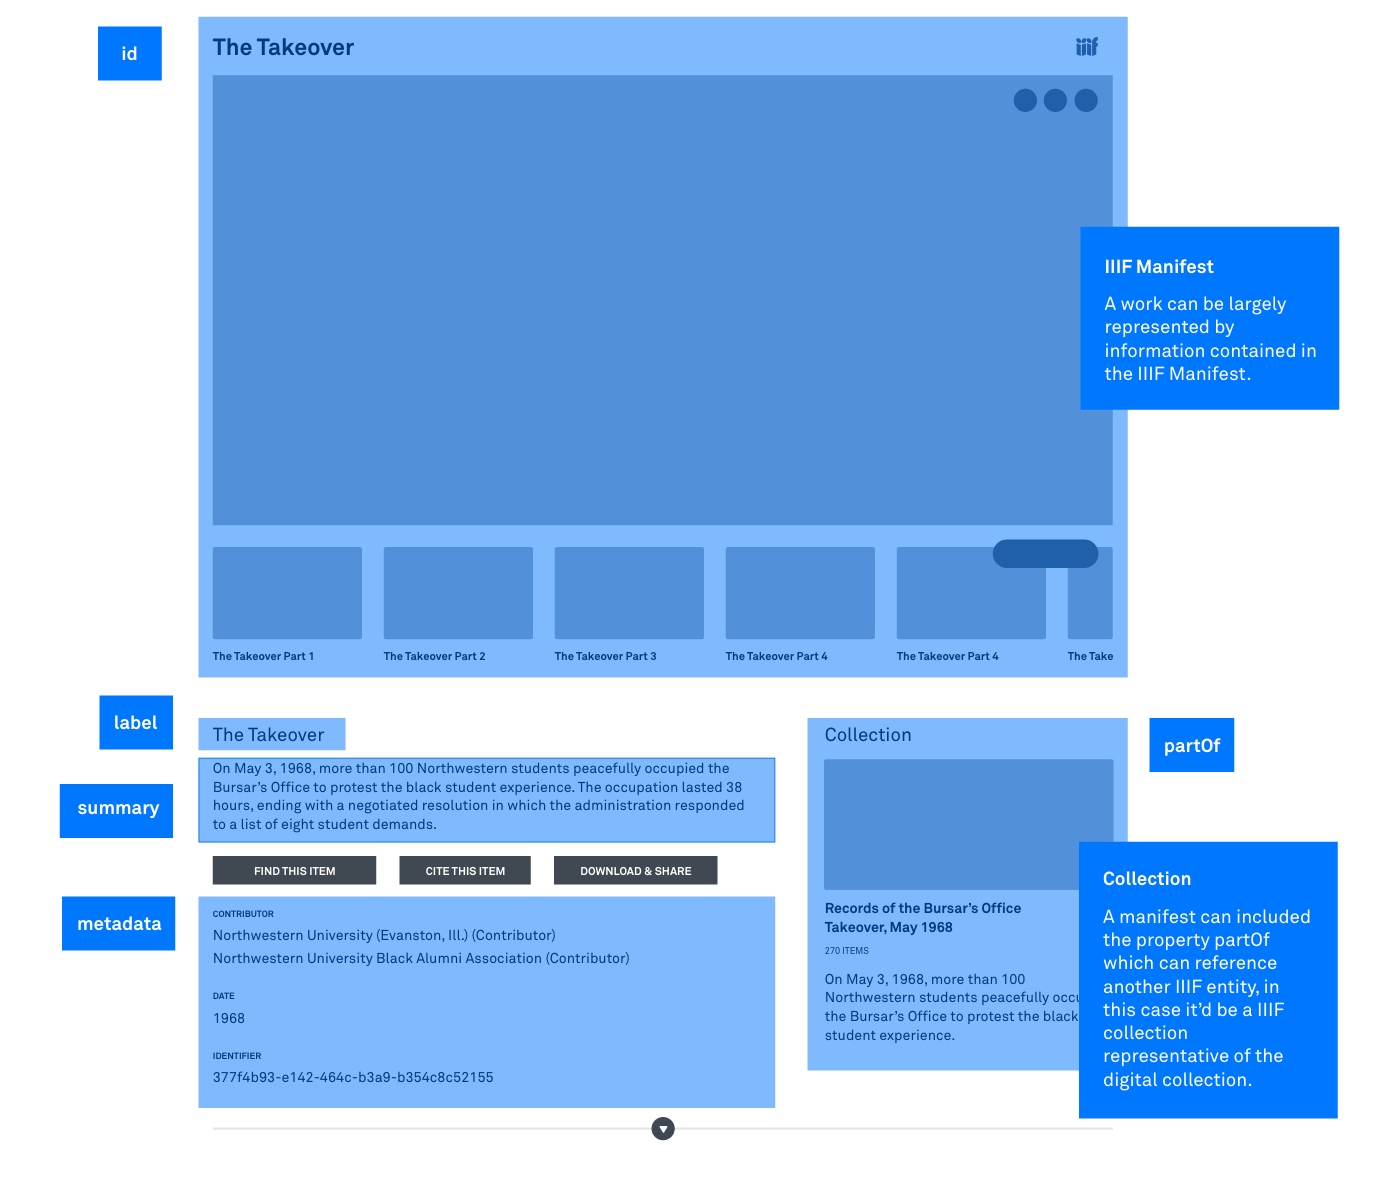 id
The Takeover
iiif
IIIF Manifest
A work can be largely
represented by
information contained in
the IIIF Manifest.
The Takeover Part 1
The Takeover Part 2
The Takeover Part 3
The Takeover Part 4
The Takeover Part 4
The Take
label
The Takeover
summary
On May 3, 1968, more than 100 Northwestern students peacefully occupied the
Bursar's Office to protest the black student experience. The occupation lasted 38
hours, ending with a negotiated resolution in which the administration responded
to a list of eight student demands.
FIND THIS ITEM
CITE THIS ITEM
DOWNLOAD & SHARE
metadata
CONTRIBUTOR
Northwestern University (Evanston, Ill.) (Contributor)
Northwestern University Black Alumni Association (Contributor)
DATE
1968
IDENTIFIER
377f4b93-e142-464c-b3a9-b354c8c52155
Collection
partOf
Records of the Bursar's Office
Takeover, May 1968
270 ITEMS
On May 3, 1968, more than 100
Northwestern students peacefully occu
the Bursar's Office to protest the black
student experience.
Collection
A manifest can included
the property partOf
which can reference
another IIIF entity, in
this case it'd be a IIIF
collection
representative of the
digital collection.